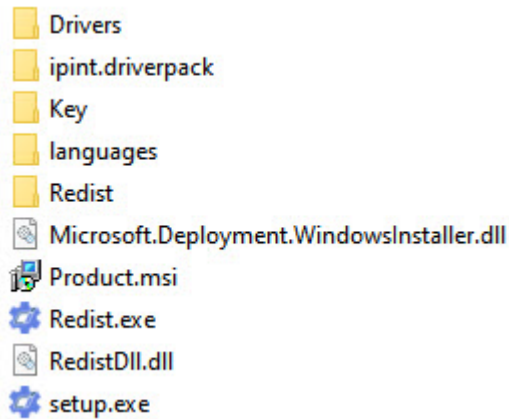 Drivers
ipint.driverpack
Key
languages
Redist
Microsoft.Deployment.WindowsInstaller.dll
Product.msi
Redist.exe
RedistDll.dll
setup.exe